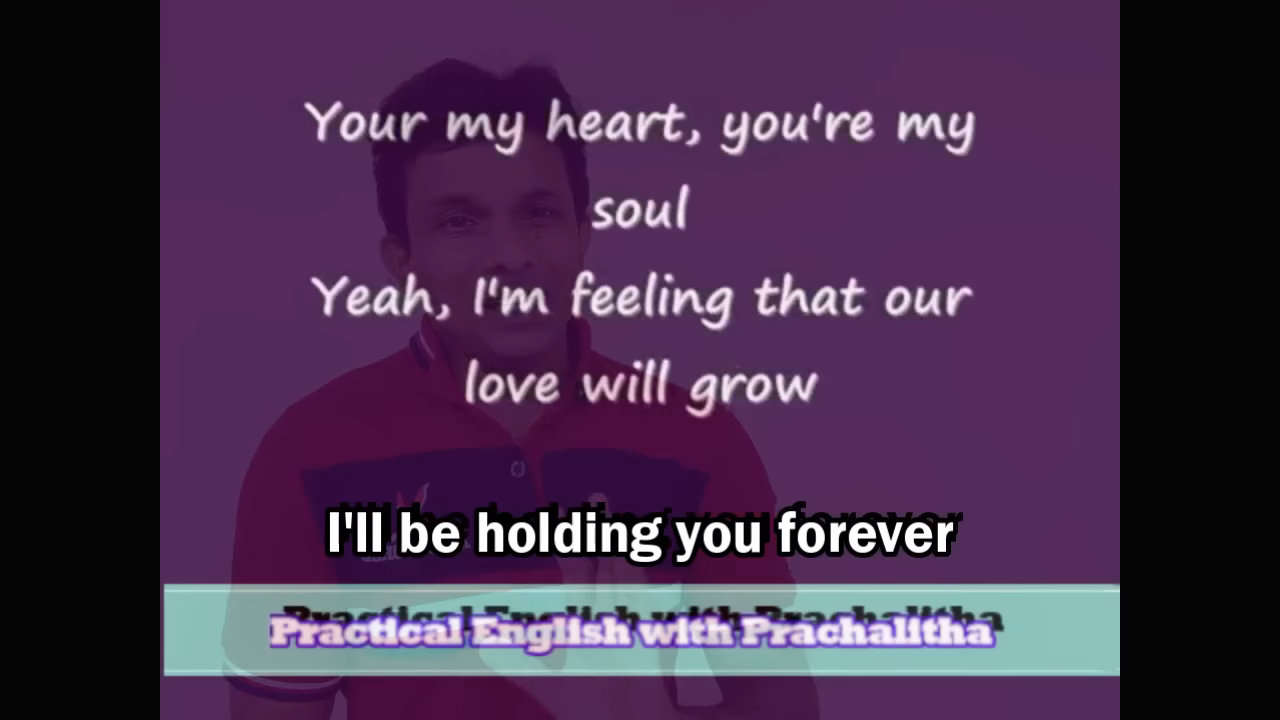 Your my heart, you're my
soul
Yeah, I'm feeling that our
love will grow
I'll be holding you forever
Practical English with Prachalitha